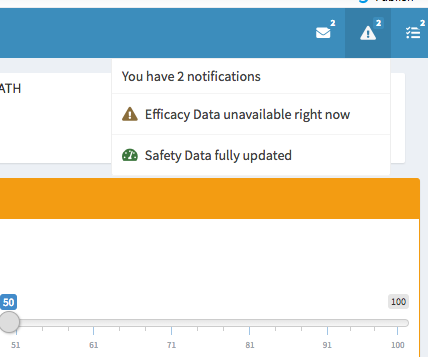 2
2
2
ATH
You have 2 notifications
Efficacy Data unavailable right now
Safety Data fully updated
50
100
51 61 71 81 91 100